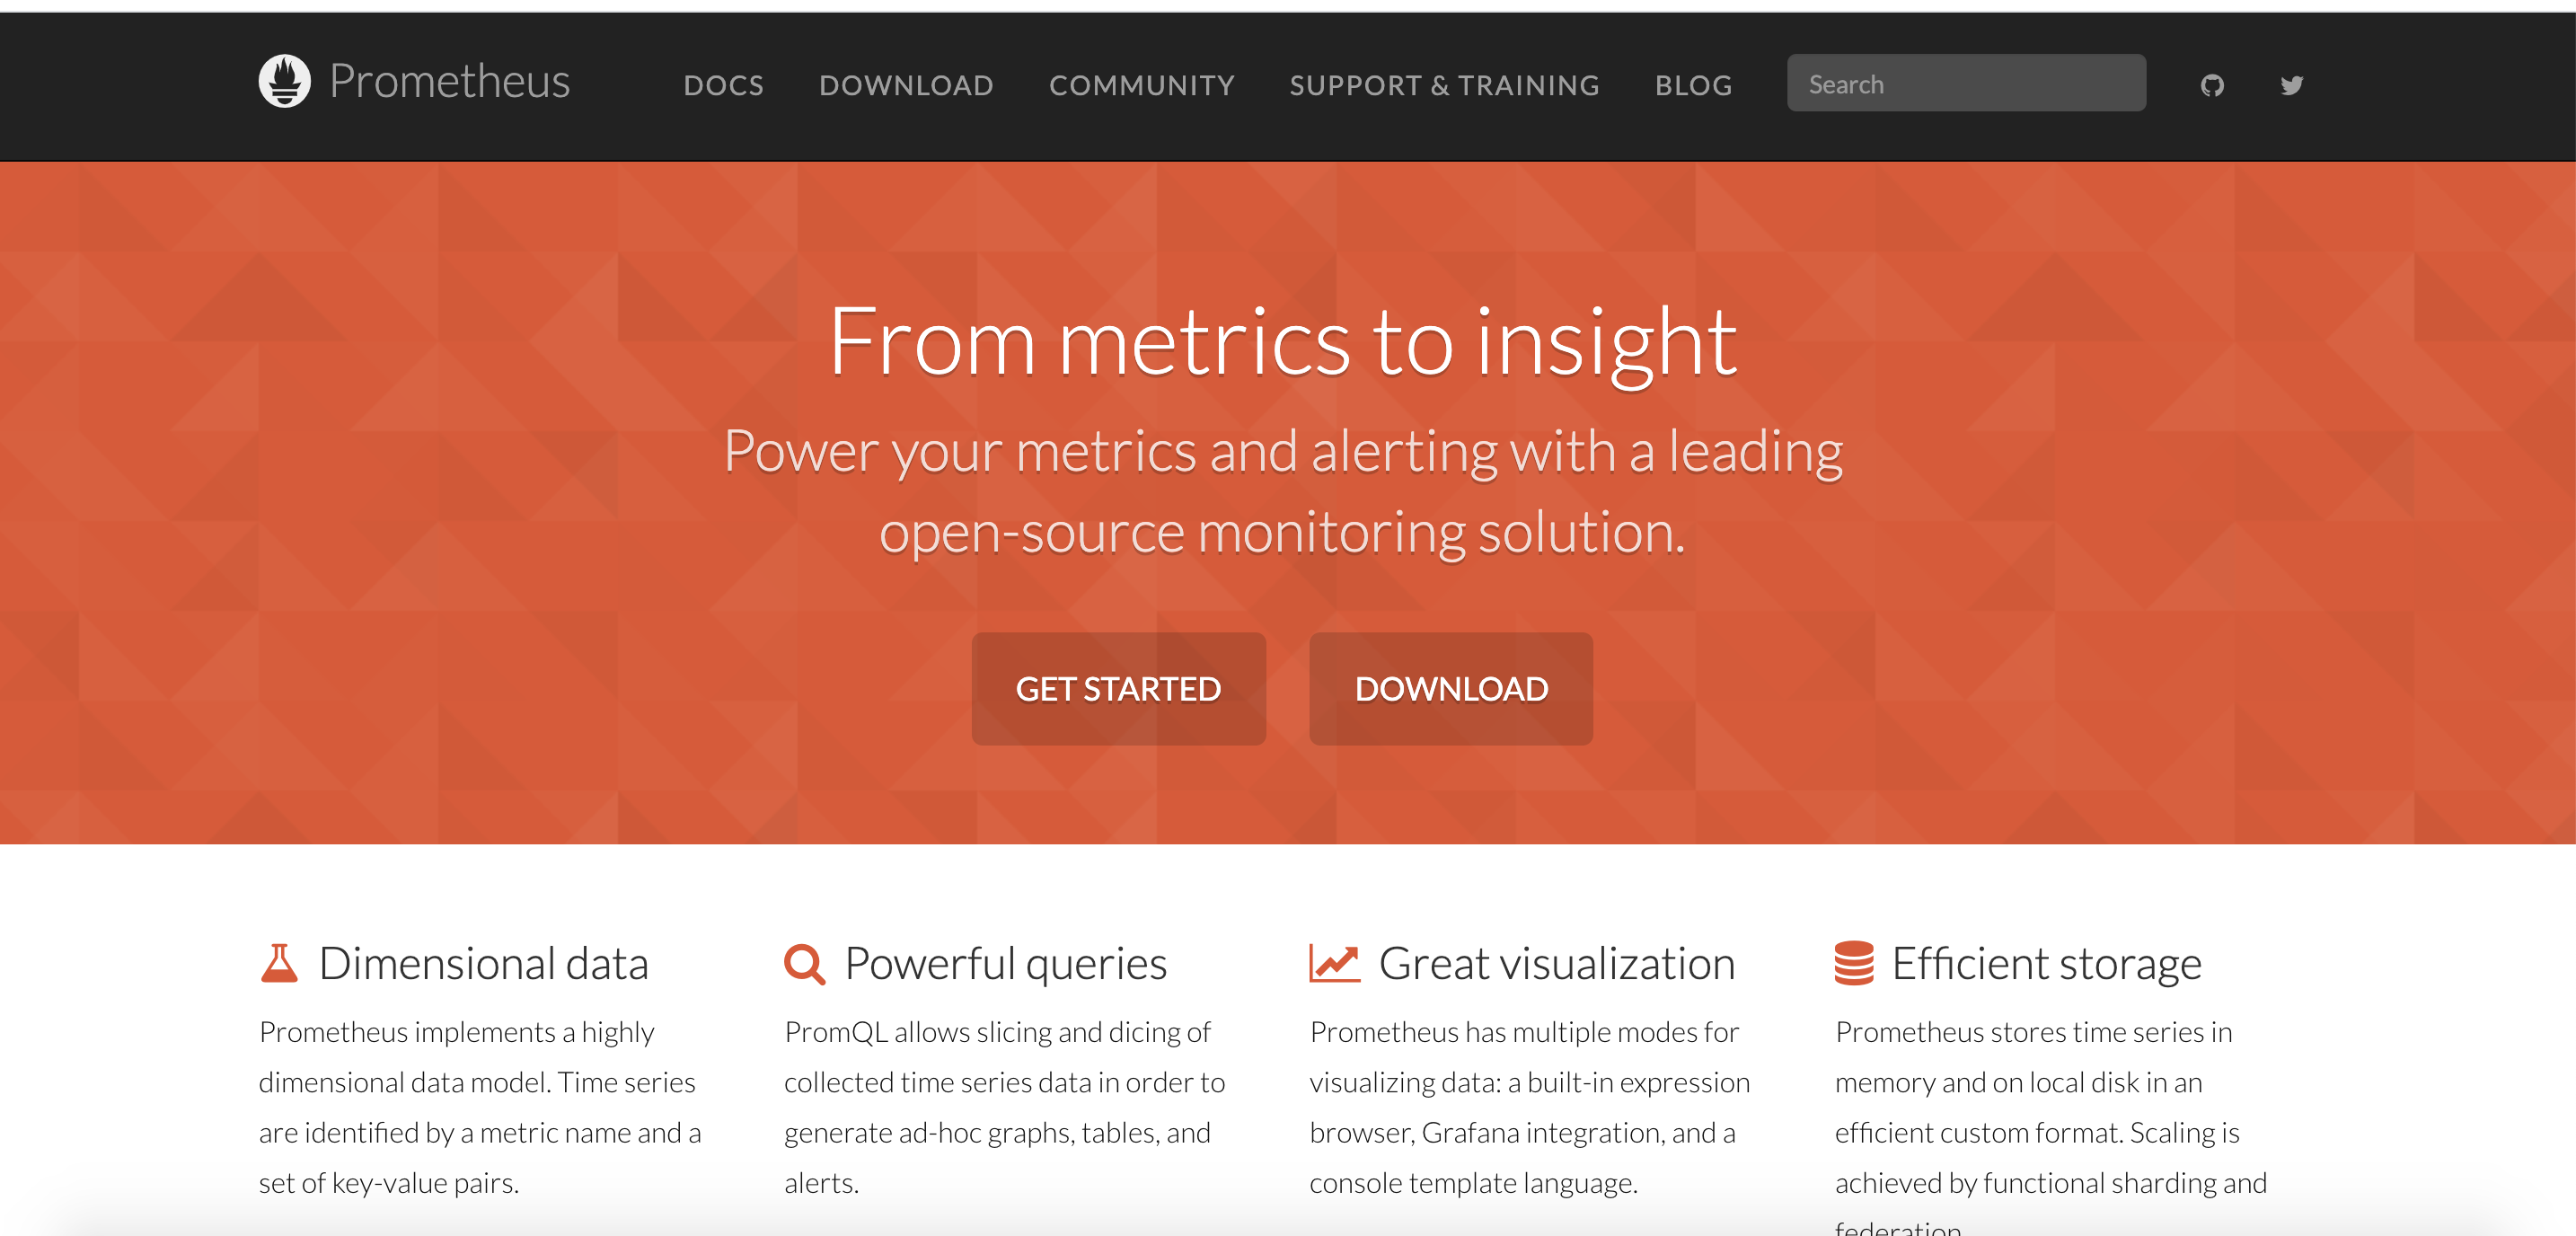 Prometheus DOCS DOWNLOAD COMMUNITY SUPPORT & TRAINING BLOG Search
From metrics to insight
Power your metrics and alerting with a leading
open-source monitoring solution.
GET STARTED DOWNLOAD
Dimensional data
Prometheus implements a highly
dimensional data model. Time series
are identified by a metric name and a
set of key-value pairs.
Powerful queries
PromQL allows slicing and dicing of
collected time series data in order to
generate ad-hoc graphs, tables, and
alerts.
Great visualization
Prometheus has multiple modes for
visualizing data: a built-in expression
browser, Grafana integration, and a
console template language.
Efficient storage
Prometheus stores time series in
memory and on local disk in an
efficient custom format. Scaling is
achieved by functional sharding and
federation